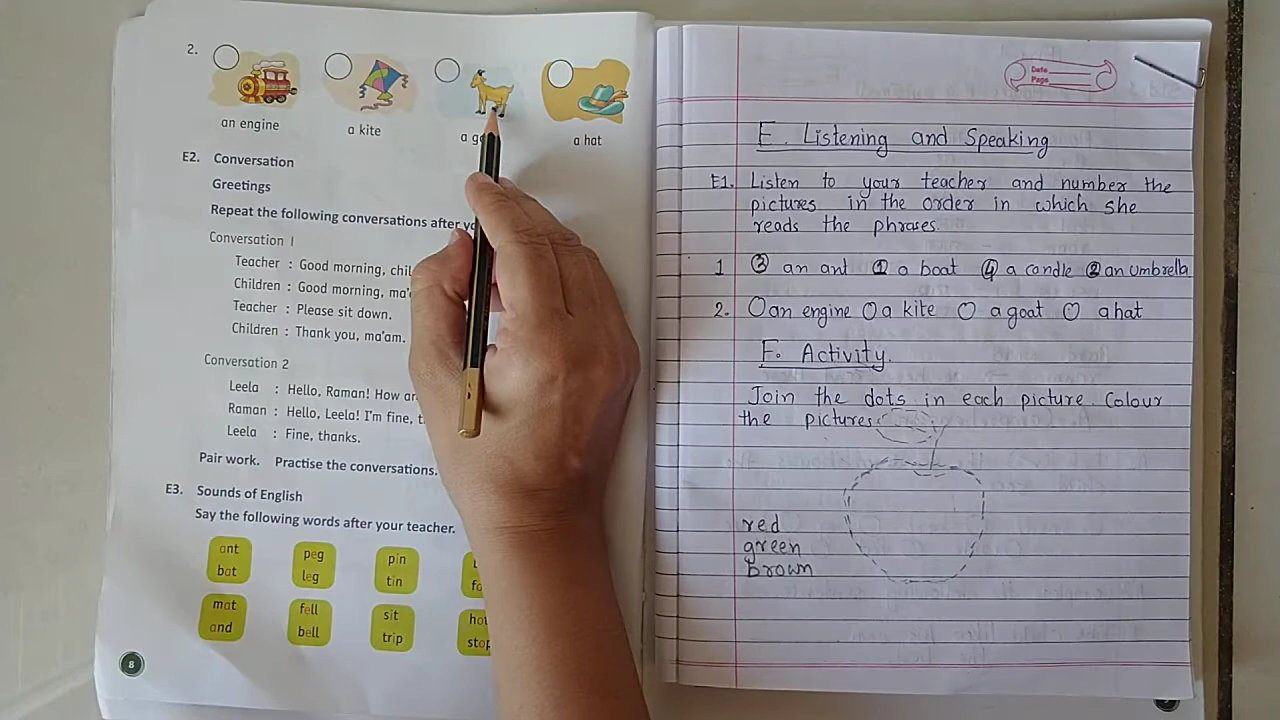 2.
an engine
a kite
a
a hat
E2. Conversation
Greetings
Repeat the following conversations after
Conversation 1
Teacher : Good morning,
Children : Good morning,
Teacher : Please sit down.
Children : Thank you, ma'am.
Conversation 2
Leela : Hello, Raman! How
Raman : Hello, Leela! I'm fine,
Leela : Fine, thanks.
Pair work. Practise the conversations.
E3. Sounds of English
Say the following words after your teacher.
ant
bat
peg
leg
pin
tin
mat
and
fell
bell
sit
trip
stop
8
Date
Page
E. Listening and Speaking
E1. Listen to your teacher and number the
pictures in the order in which she
reads the phrases.
1 3 an ant 1 a boat 4 a candle 2 an umbrella
2. an engine a kite a goat a hat
F. Activity.
Join the dots in each picture. Colour
the pictures.
red
green
brown